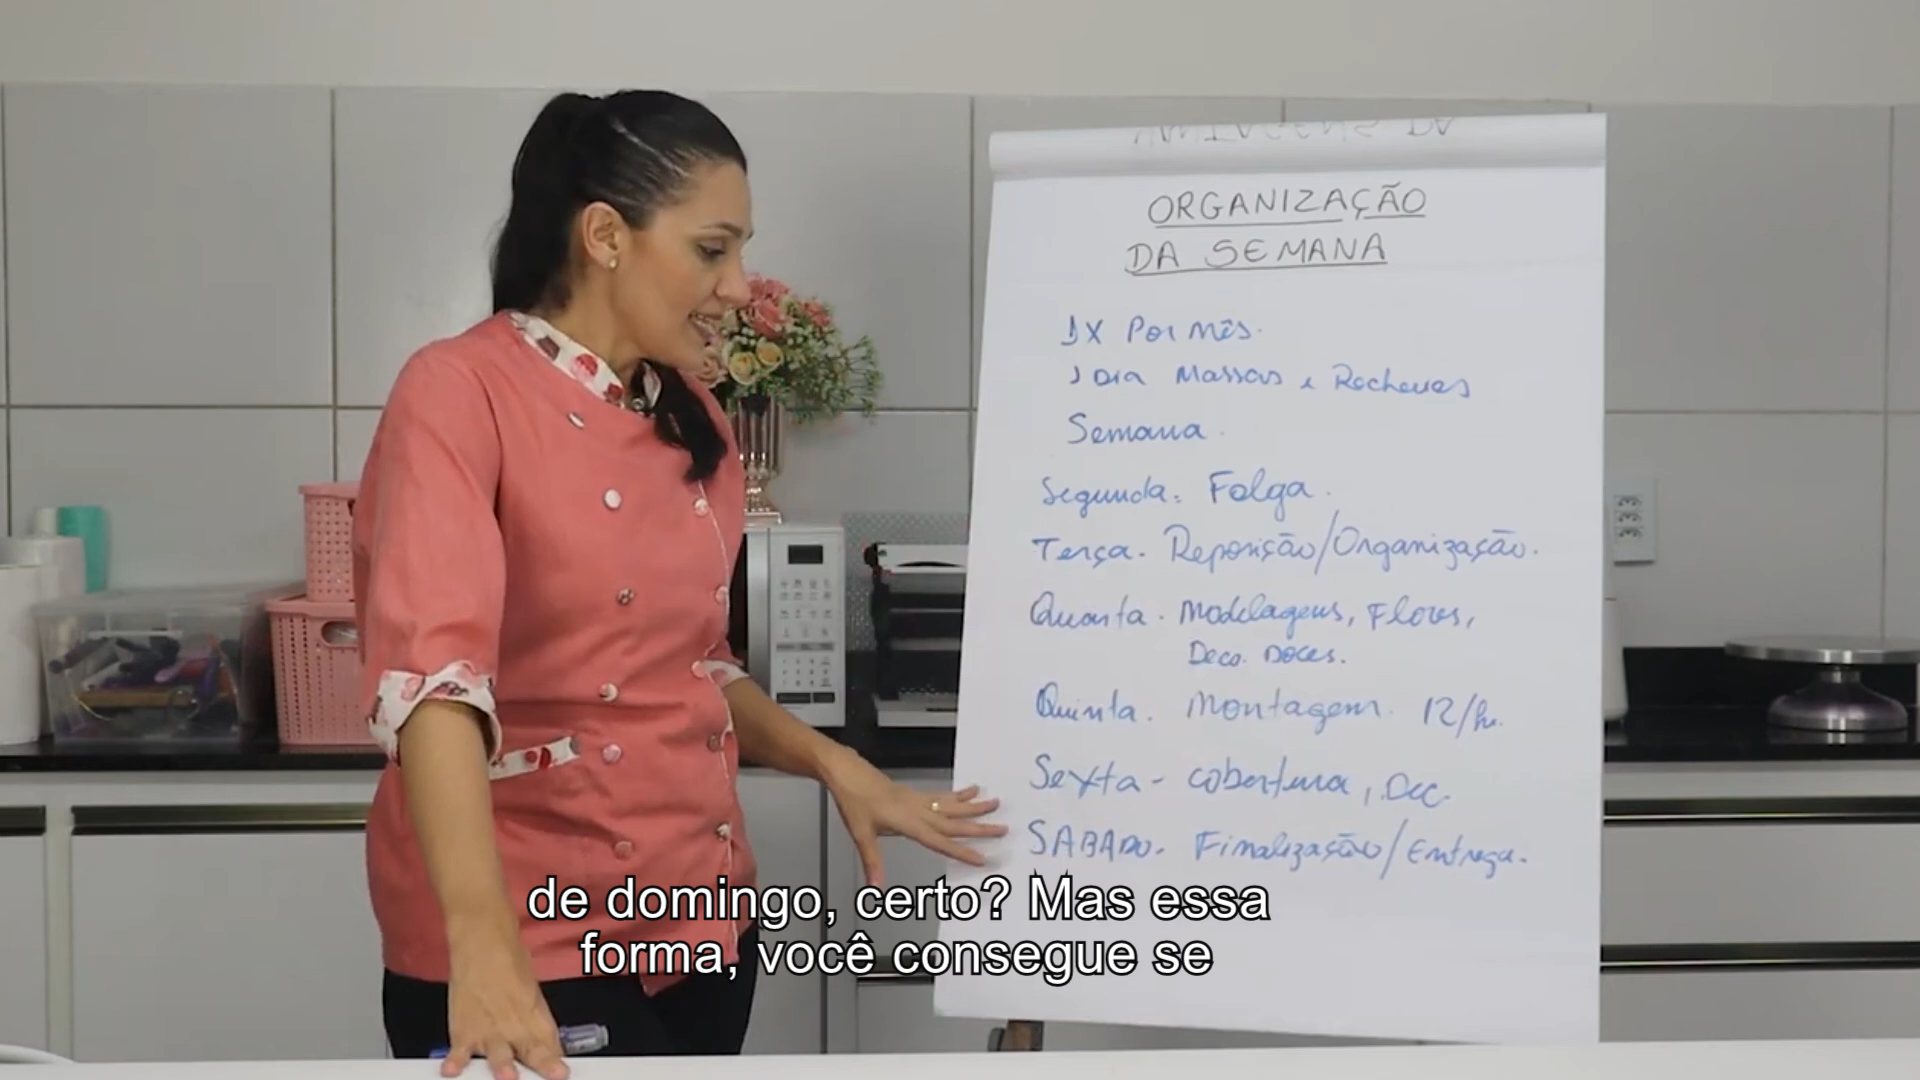 ORGANIZAÇÃO
DA SEMANA
1X Por Mês.
1 Dia Massas e Recheios
Semana.
Segunda: Folga.
Terça. Reposição/Organização.
Quarta. Modelagens, Flores,
Deco. Doces.
Quinta. Montagem. 12/hr.
Sexta - cobertura, Dec.
SABADO. Finalização/Entrega.
de domingo, certo? Mas essa
forma, você consegue se